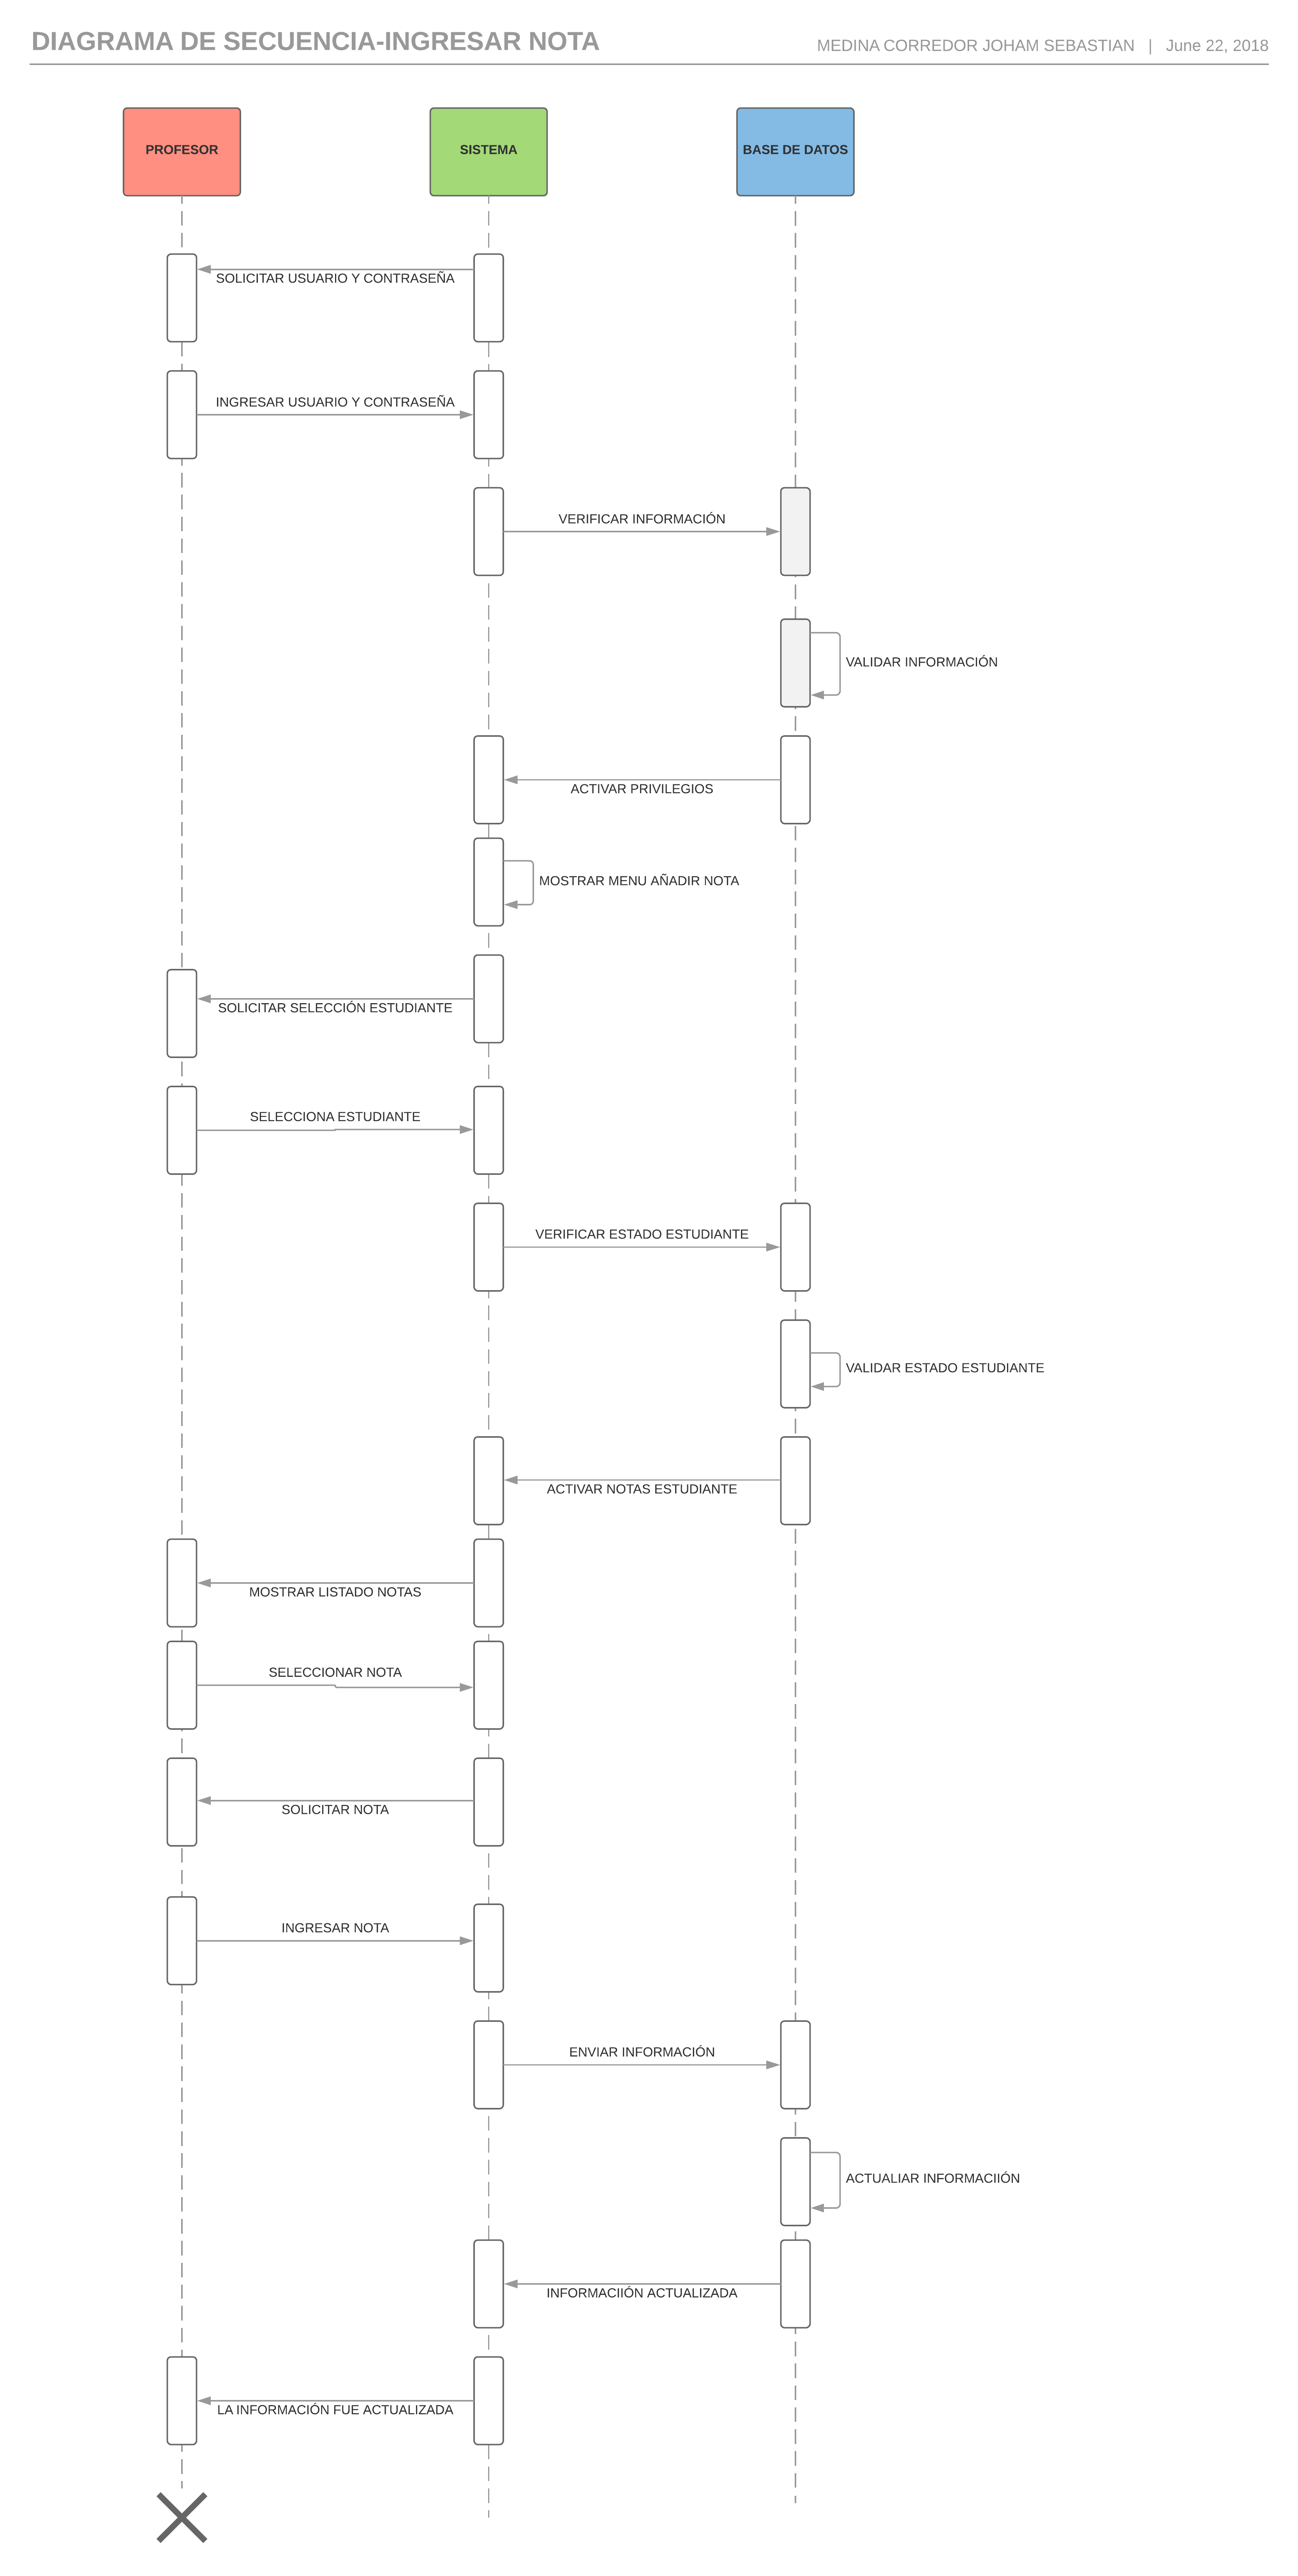 DIAGRAMA DE SECUENCIA-INGRESAR NOTA
MEDINA CORREDOR JOHAM SEBASTIAN | June 22, 2018
PROFESOR
SISTEMA
BASE DE DATOS
SOLICITAR USUARIO Y CONTRASEÑA
INGRESAR USUARIO Y CONTRASEÑA
VERIFICAR INFORMACIÓN
VALIDAR INFORMACIÓN
ACTIVAR PRIVILEGIOS
MOSTRAR MENU AÑADIR NOTA
SOLICITAR SELECCIÓN ESTUDIANTE
SELECCIONA ESTUDIANTE
VERIFICAR ESTADO ESTUDIANTE
VALIDAR ESTADO ESTUDIANTE
ACTIVAR NOTAS ESTUDIANTE
MOSTRAR LISTADO NOTAS
SELECCIONAR NOTA
SOLICITAR NOTA
INGRESAR NOTA
ENVIAR INFORMACIÓN
ACTUALIAR INFORMACIIÓN
INFORMACIIÓN ACTUALIZADA
LA INFORMACIÓN FUE ACTUALIZADA